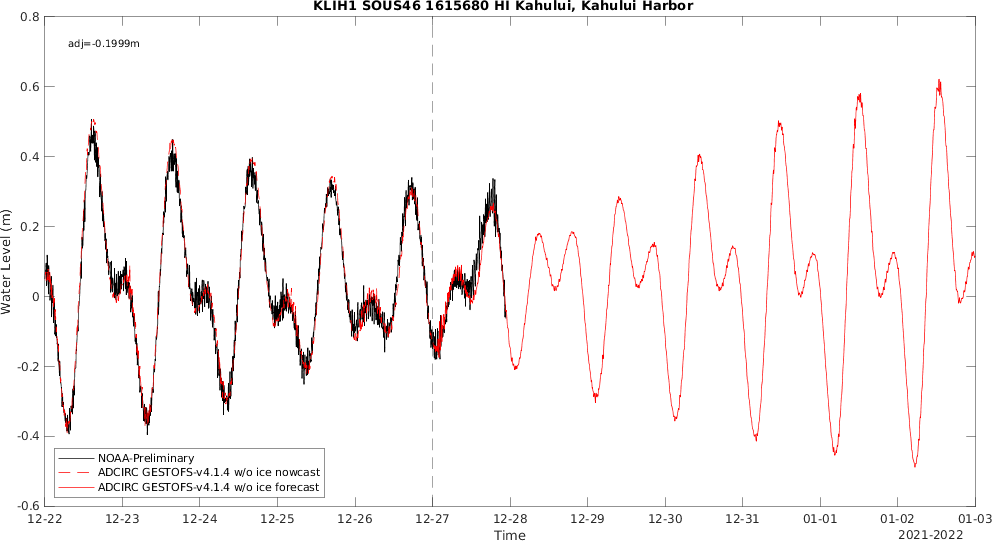 KLIH1 SOUS46 1615680 HI Kahului, Kahului Harbor
adj=-0.1999m
Water Level (m)
0.8
0.6
0.4
0.2
0
-0.2
-0.4
-0.6
NOAA-Preliminary
ADCIRC GESTOFS-v4.1.4 w/o ice nowcast
ADCIRC GESTOFS-v4.1.4 w/o ice forecast
12-22 12-23 12-24 12-25 12-26 12-27 12-28 12-29 12-30 12-31 01-01 01-02 01-03
Time
2021-2022